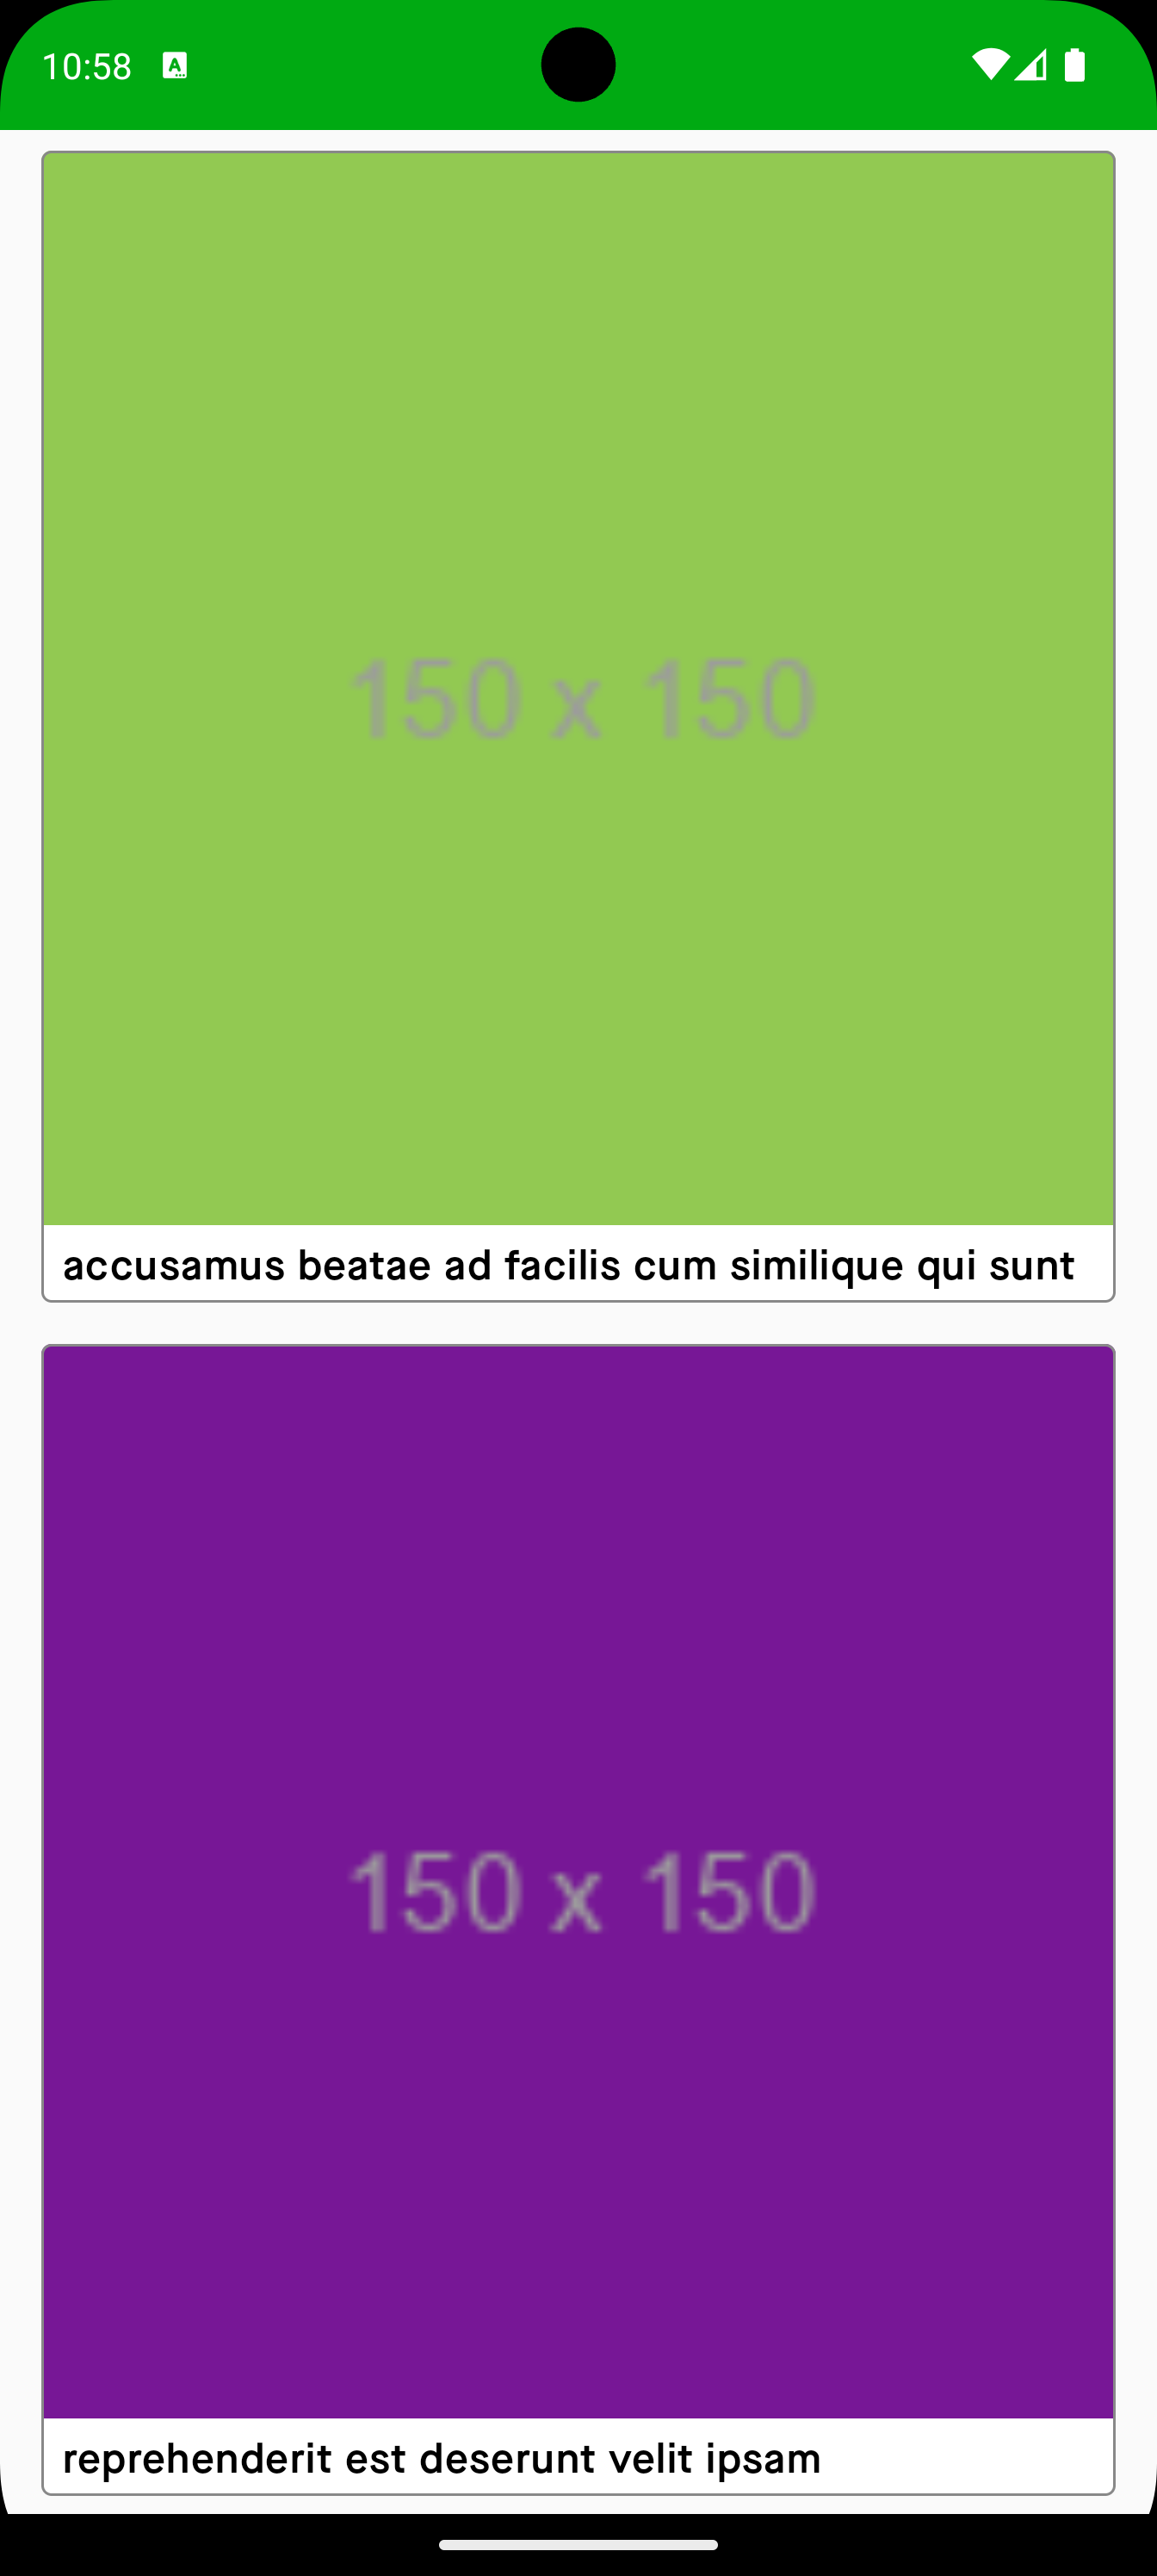 10:58
150 x 150
accusamus beatae ad facilis cum similique qui sunt
150 x 150
reprehenderit est deserunt velit ipsam